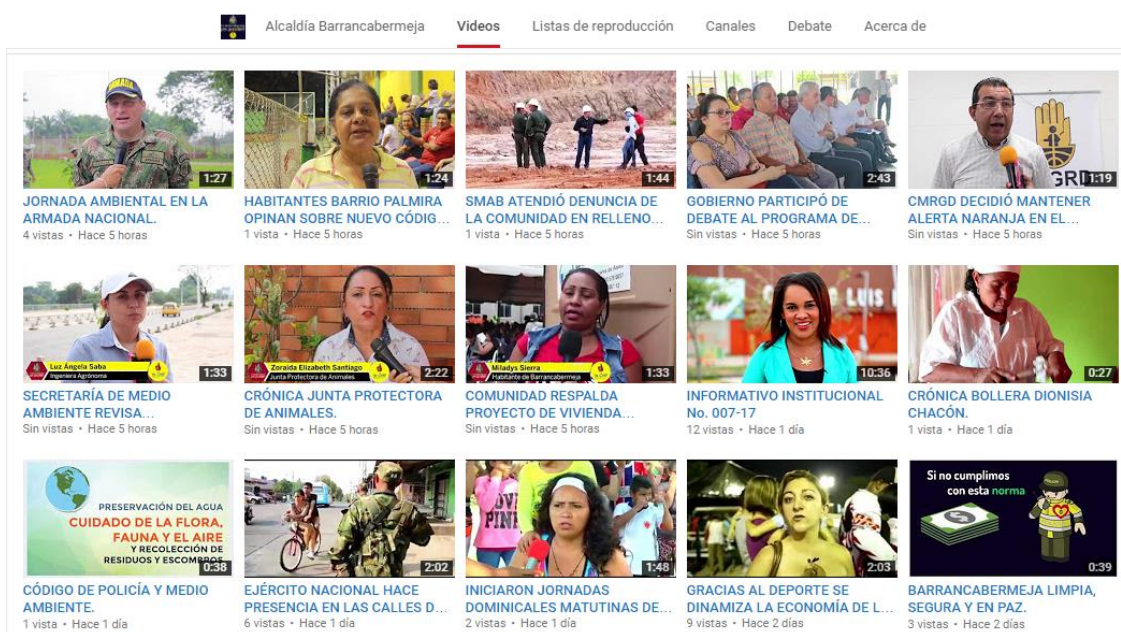 Alcaldía Barrancabermeja Videos Listas de reproducción Canales Debate Acerca de
1:27 1:24 1:44 2:43 GRD 1:19
JORNADA AMBIENTAL EN LA
ARMADA NACIONAL.
4 vistas • Hace 5 horas
HABITANTES BARRIO PALMIRA
OPINAN SOBRE NUEVO CÓDIG...
1 vista • Hace 5 horas
SMAB ATENDIÓ DENUNCIA DE
LA COMUNIDAD EN RELLENO...
1 vista • Hace 5 horas
GOBIERNO PARTICIPÓ DE
DEBATE AL PROGRAMA DE...
Sin vistas • Hace 5 horas
CMRGD DECIDIÓ MANTENER
ALERTA NARANJA EN EL...
Sin vistas • Hace 5 horas
Luz Ángela Saba
Ingeniera Agrónoma
1:33
SECRETARÍA DE MEDIO
AMBIENTE REVISA...
Sin vistas • Hace 5 horas
Zoraida Elizabeth Santiago
Junta Protectora de Animales
2:22
CRÓNICA JUNTA PROTECTORA
DE ANIMALES.
Sin vistas • Hace 5 horas
Miladys Sierra
Habitante de Barrancabermeja
1:33
COMUNIDAD RESPALDA
PROYECTO DE VIVIENDA...
Sin vistas • Hace 5 horas
LUIS
10:36
INFORMATIVO INSTITUCIONAL
No. 007-17
12 vistas • Hace 1 día
0:27
CRÓNICA BOLLERA DIONISIA
CHACÓN.
1 vista • Hace 1 día
PRESERVACIÓN DEL AGUA
CUIDADO DE LA FLORA,
FAUNA Y EL AIRE
Y RECOLECCIÓN DE
RESIDUOS Y ESCOMBROS
0:38
CÓDIGO DE POLICÍA Y MEDIO
AMBIENTE.
1 vista • Hace 1 día
2:02
EJÉRCITO NACIONAL HACE
PRESENCIA EN LAS CALLES D...
6 vistas • Hace 1 día
1:48
INICIARON JORNADAS
DOMINICALES MATUTINAS DE...
2 vistas • Hace 1 día
2:03
GRACIAS AL DEPORTE SE
DINAMIZA LA ECONOMÍA DE L...
9 vistas • Hace 2 días
Si no cumplimos
con esta norma
0:39
BARRANCABERMEJA LIMPIA,
SEGURA Y EN PAZ.
3 vistas • Hace 2 días